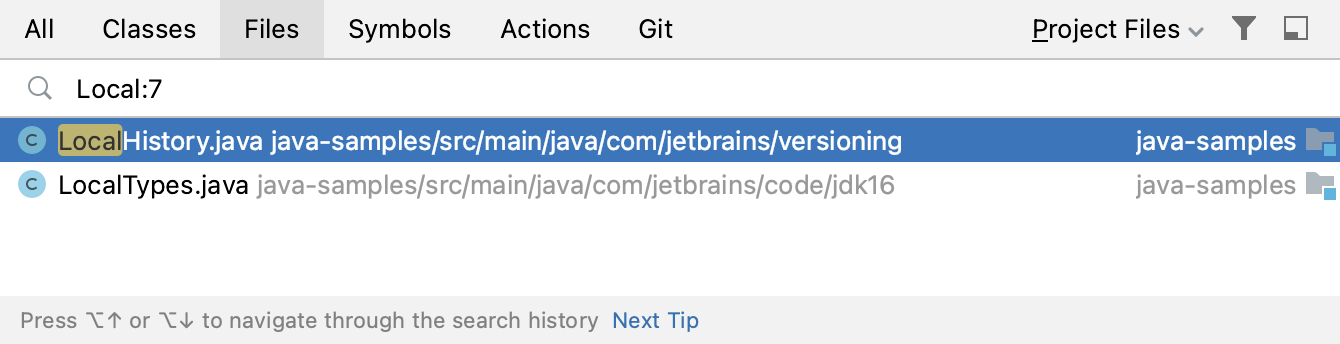 All Classes Files Symbols Actions Git Project Files
Local:7
C LocalHistory.java java-samples/src/main/java/com/jetbrains/versioning java-samples
C LocalTypes.java java-samples/src/main/java/com/jetbrains/code/jdk16 java-samples
Press ⌥↑ or ⌥↓ to navigate through the search history Next Tip